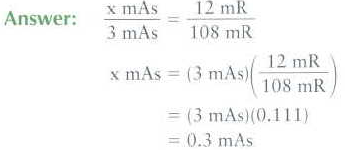 Answer: x mAs / 3 mAs = 12 mR / 108 mR
x mAs = (3 mAs)(12 mR / 108 mR)
= (3 mAs)(0.111)
= 0.3 mAs